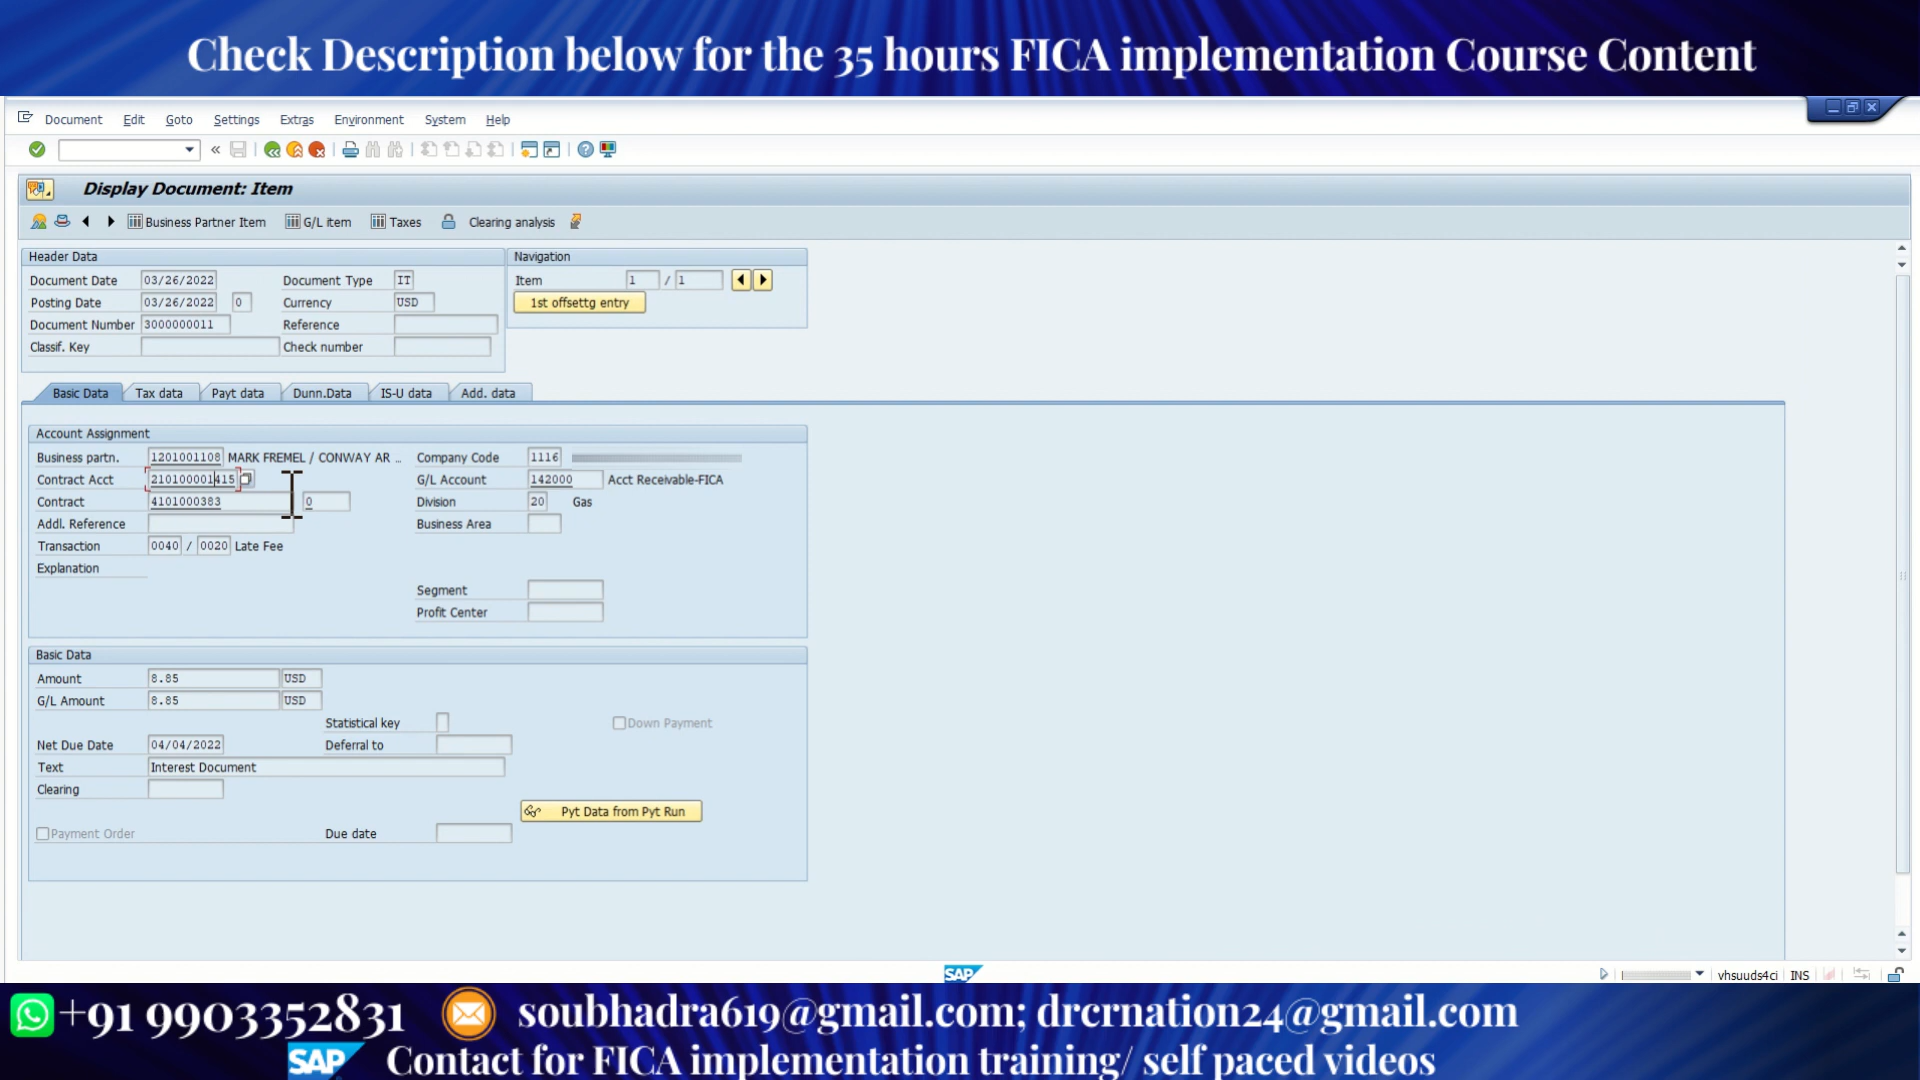 Check Description below for the 35 hours FICA implementation Course Content
Document Edit Goto Settings Extras Environment System Help
Display Document: Item
Business Partner Item G/L item Taxes Clearing analysis
Header Data
Document Date 03/26/2022 Document Type IT
Posting Date 03/26/2022 0 Currency USD
Document Number 3000000011 Reference
Classif. Key Check number
Navigation
Item 1 / 1
1st offsettg entry
Basic Data Tax data Payt data Dunn.Data IS-U data Add. data
Account Assignment
Business partn. 1201001108 MARK FREMEL / CONWAY AR ... Company Code 1116
Contract Acct 210100001415 G/L Account 142000 Acct Receivable-FICA
Contract 4101000383 0 Division 20 Gas
Addl. Reference Business Area
Transaction 0040 / 0020 Late Fee
Explanation
Segment
Profit Center
Basic Data
Amount 8.85 USD
G/L Amount 8.85 USD
Statistical key Down Payment
Net Due Date 04/04/2022 Deferral to
Text Interest Document
Clearing
Pyt Data from Pyt Run
Payment Order Due date
SAP vhsuuds4ci INS
+91 9903352831 soubhadra619@gmail.com; drcrnation24@gmail.com
SAP Contact for FICA implementation training/ self paced videos